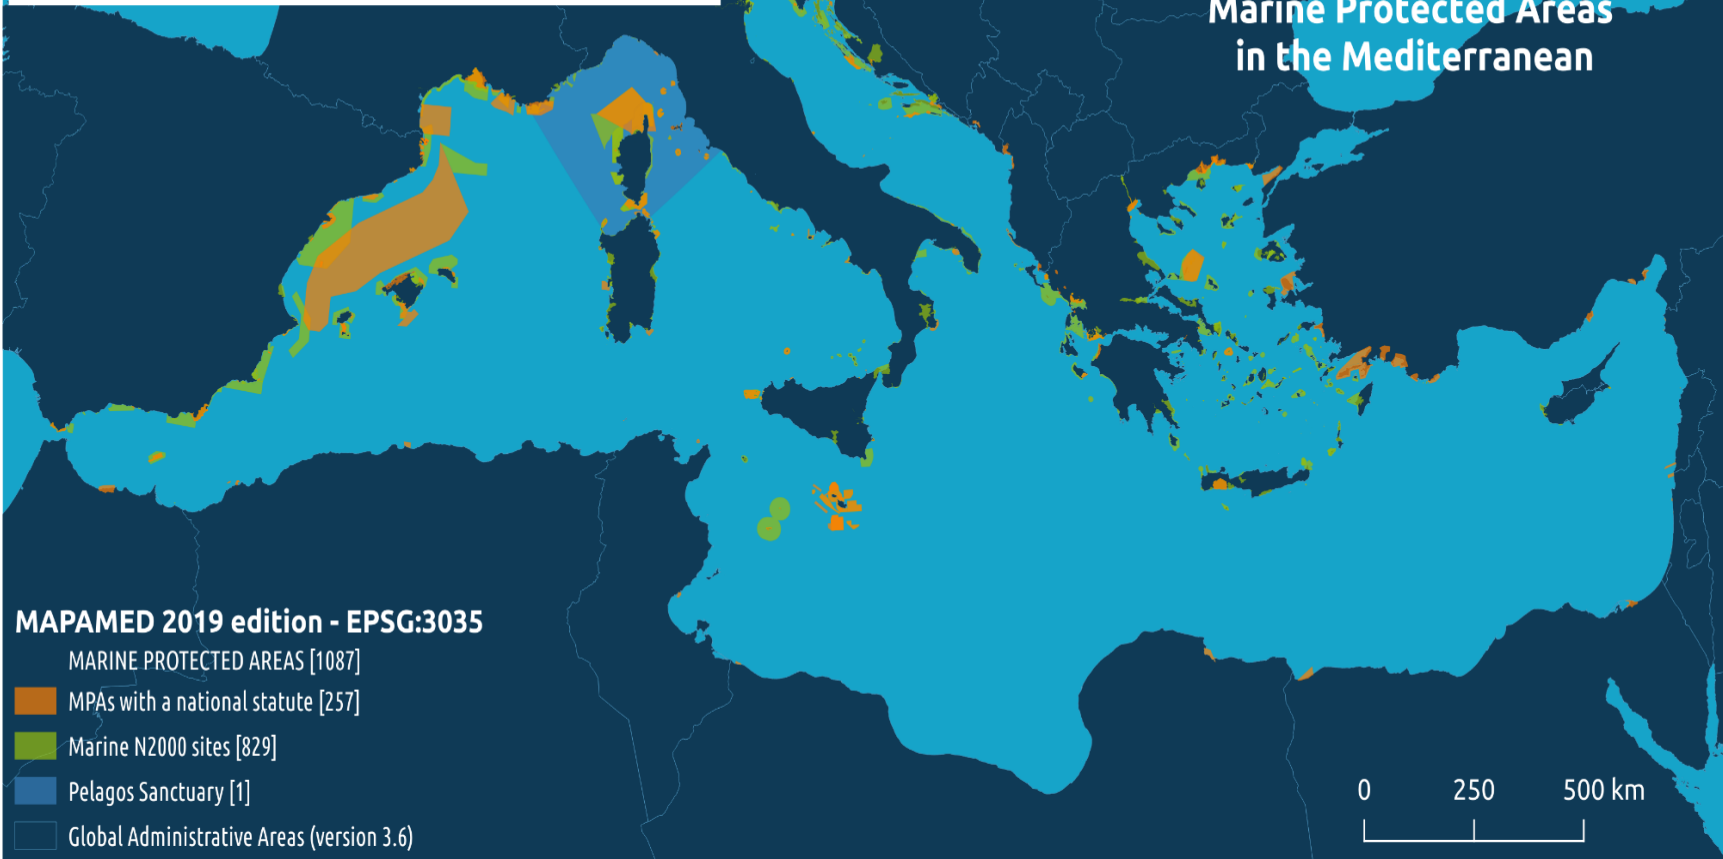 Marine Protected Areas
in the Mediterranean
MAPAMED 2019 edition - EPSG:3035
MARINE PROTECTED AREAS [1087]
MPAs with a national statute [257]
Marine N2000 sites [829]
Pelagos Sanctuary [1]
Global Administrative Areas (version 3.6)
0 250 500 km